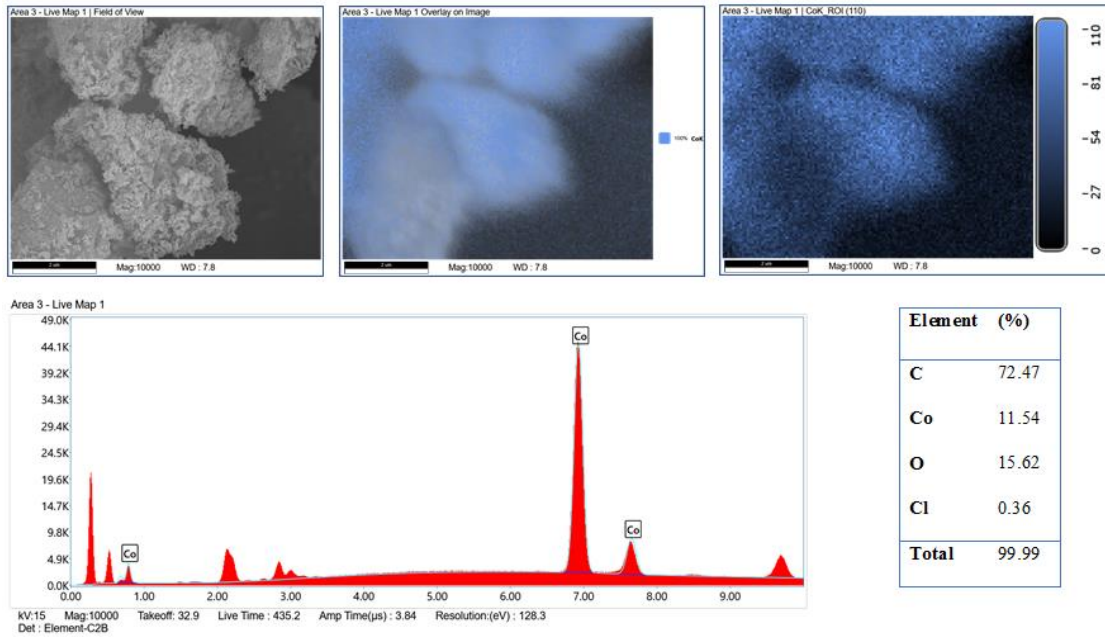 Area 3 - Live Map 1 | Field of View
2 um
Mag:10000 WD : 7.8
Area 3 - Live Map 1 Overlay on Image
100% CoK
2 um
Mag:10000 WD : 7.8
Area 3 - Live Map 1 | CoK_ROI (110)
110
81
54
27
0
2 um
Mag:10000 WD : 7.8
Area 3 - Live Map 1
49.0K
44.1K
39.2K
34.3K
29.4K
24.5K
19.6K
14.7K
9.8K
4.9K
0.0K
Co
Co
Co
0.00 1.00 2.00 3.00 4.00 5.00 6.00 7.00 8.00 9.00
kV:15 Mag:10000 Takeoff: 32.9 Live Time : 435.2 Amp Time(µs) : 3.84 Resolution:(eV) : 128.3
Det : Element-C2B
Element (%)
C 72.47
Co 11.54
O 15.62
Cl 0.36
Total 99.99